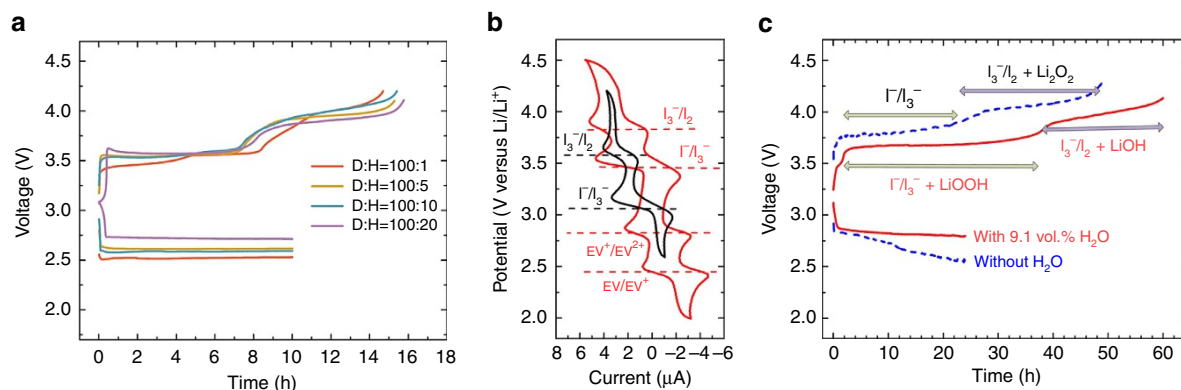 a
Voltage (V)
4.5
4.0
3.5
3.0
2.5
2.0
D:H=100:1
D:H=100:5
D:H=100:10
D:H=100:20
0 2 4 6 8 10 12 14 16 18
Time (h)
b
Potential (V versus Li/Li⁺)
4.5
4.0
3.5
3.0
2.5
2.0
I₃⁻/I₂
I₃⁻/I₂
I⁻/I₃⁻
I⁻/I₃⁻
EV⁺/EV²⁺
EV/EV⁺
8 6 4 2 0 −2 −4 −6
Current (μA)
c
Voltage (V)
4.5
4.0
3.5
3.0
2.5
2.0
I₃⁻/I₂ + Li₂O₂
I⁻/I₃⁻
I₃⁻/I₂ + LiOH
I⁻/I₃⁻ + LiOOH
With 9.1 vol.% H₂O
Without H₂O
0 10 20 30 40 50 60
Time (h)